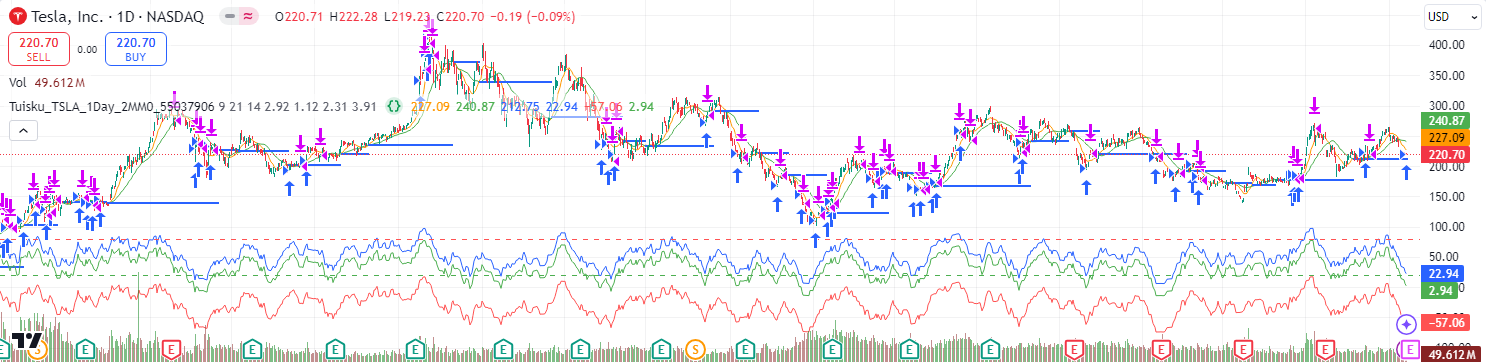 Tesla, Inc. · 1D · NASDAQ O220.71 H222.28 L219.23 C220.70 −0.19 (−0.09%)
USD
220.70 SELL 0.00 220.70 BUY
Vol 49.612 M
Tuisku_TSLA_1Day_2MM0_55037906 9 21 14 2.92 1.12 2.31 3.91 {} 227.09 240.87 212.75 22.94 −57.06 2.94
400.00
350.00
300.00
240.87
227.09
220.70
200.00
150.00
100.00
50.00
22.94
2.94
−57.06
49.612 M
E S E E E E E E E E S E E E E E E E E